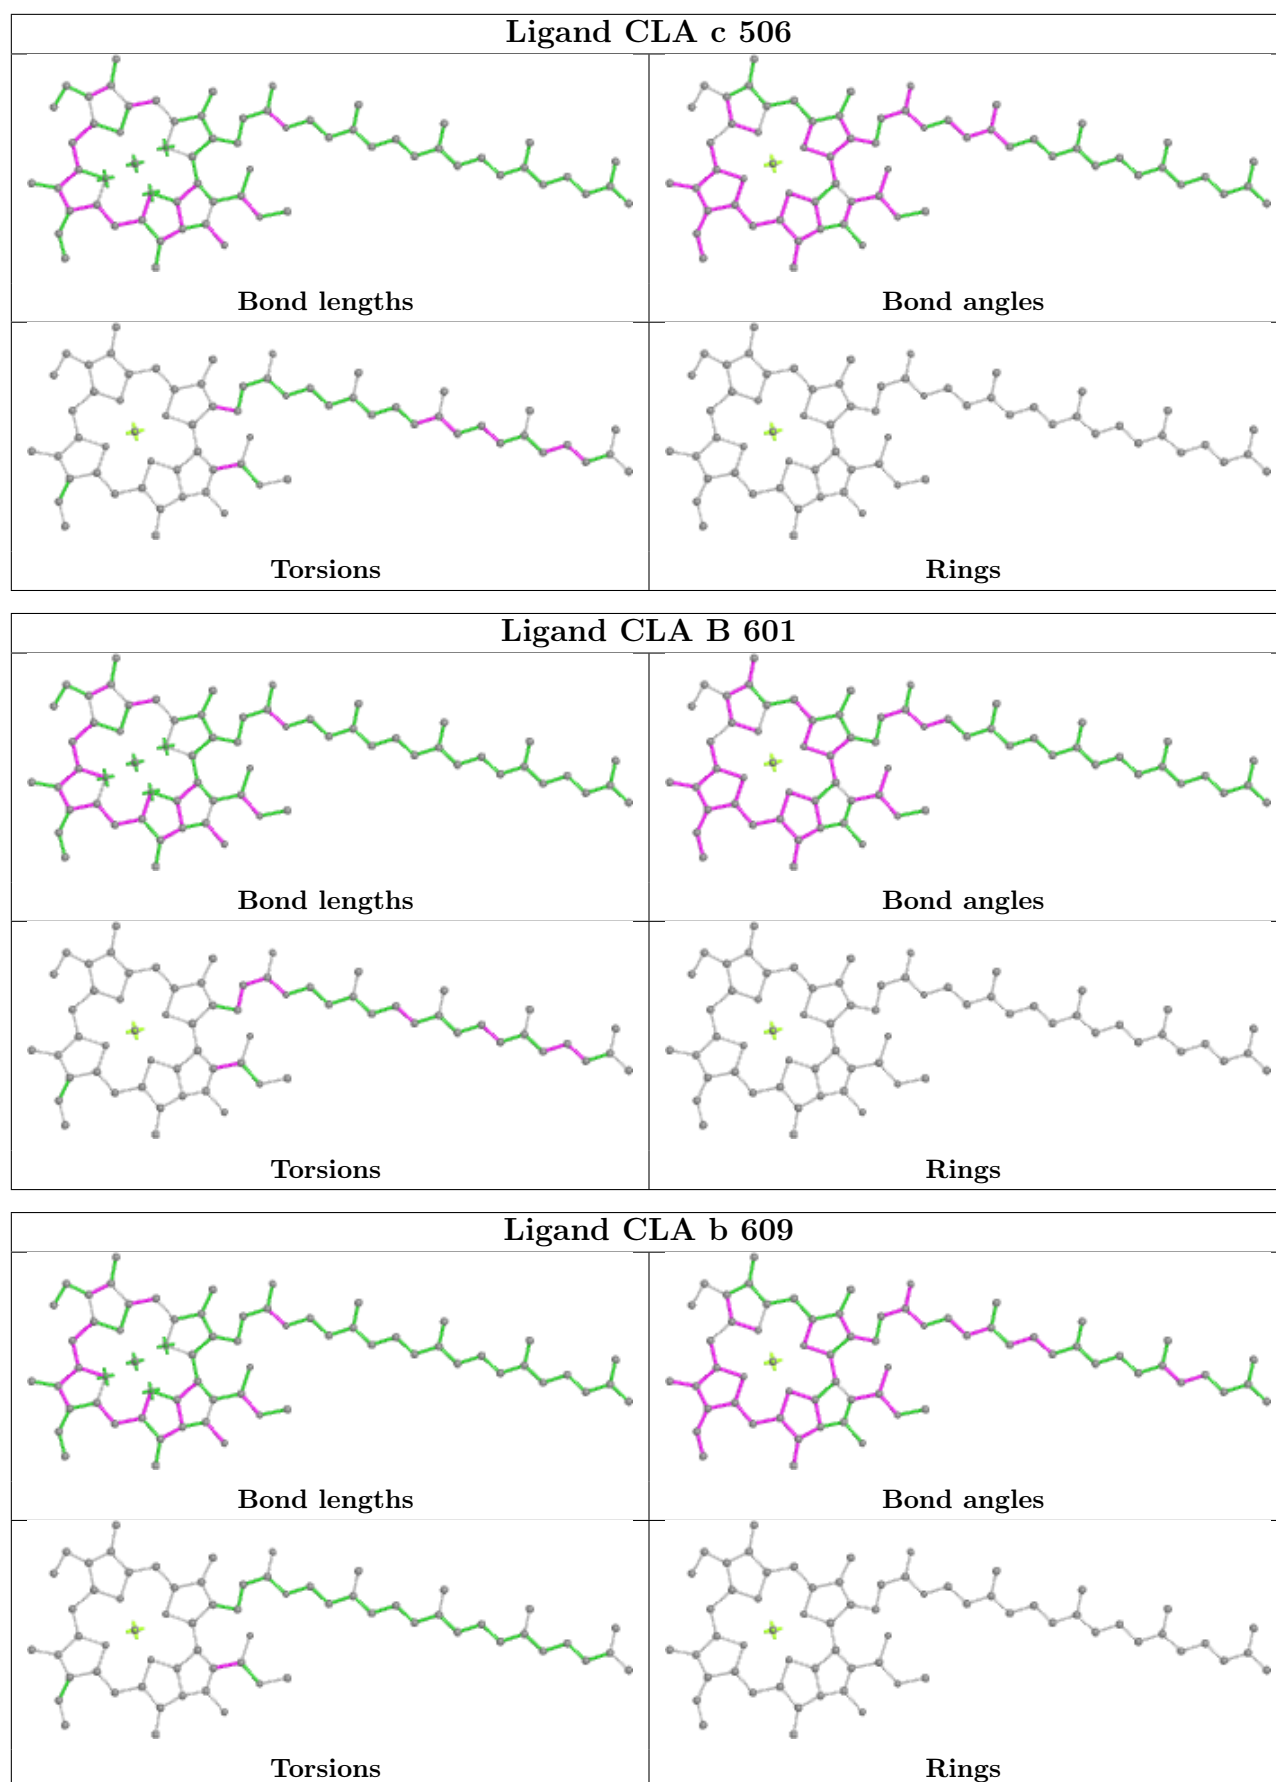 Ligand CLA c 506
Bond lengths
Bond angles
Torsions
Rings
Ligand CLA B 601
Bond lengths
Bond angles
Torsions
Rings
Ligand CLA b 609
Bond lengths
Bond angles
Torsions
Rings